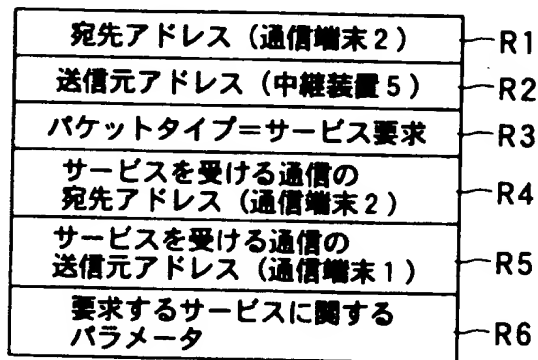 宛先アドレス(通信端末2)
R1
送信元アドレス(中継装置5)
R2
パケットタイプ=サービス要求
R3
サービスを受ける通信の
宛先アドレス(通信端末2)
R4
サービスを受ける通信の
送信元アドレス(通信端末1)
R5
要求するサービスに関する
パラメータ
R6